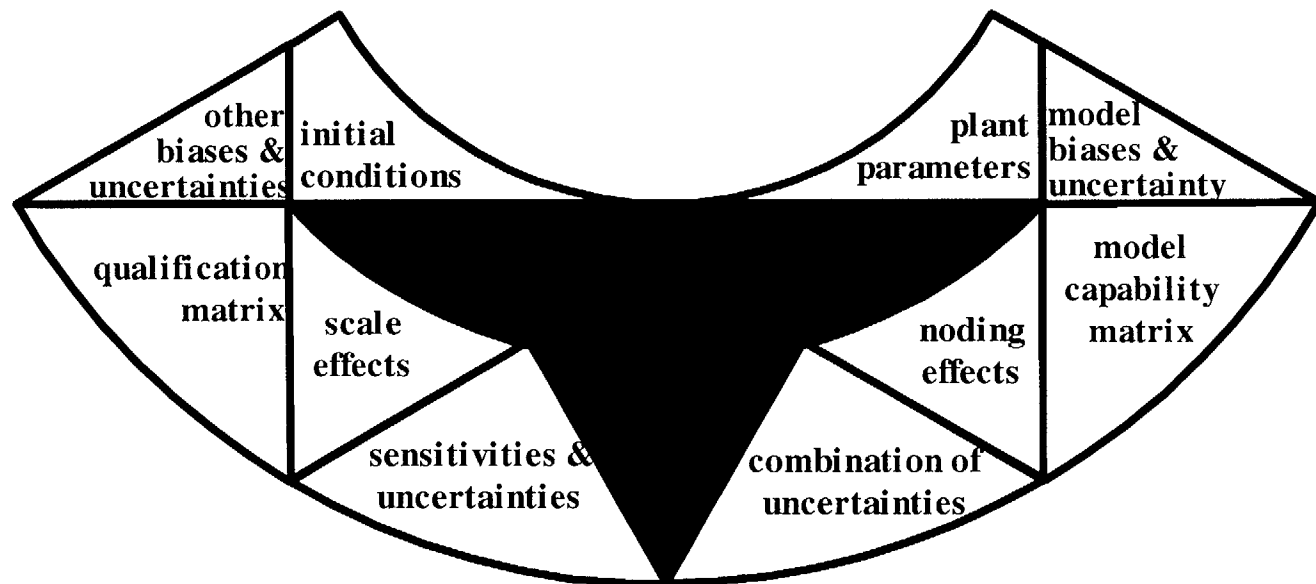 other
biases &
uncertainties
initial
conditions
plant
parameters
model
biases &
uncertainty
qualification
matrix
scale
effects
noding
effects
model
capability
matrix
sensitivities &
uncertainties
combination of
uncertainties